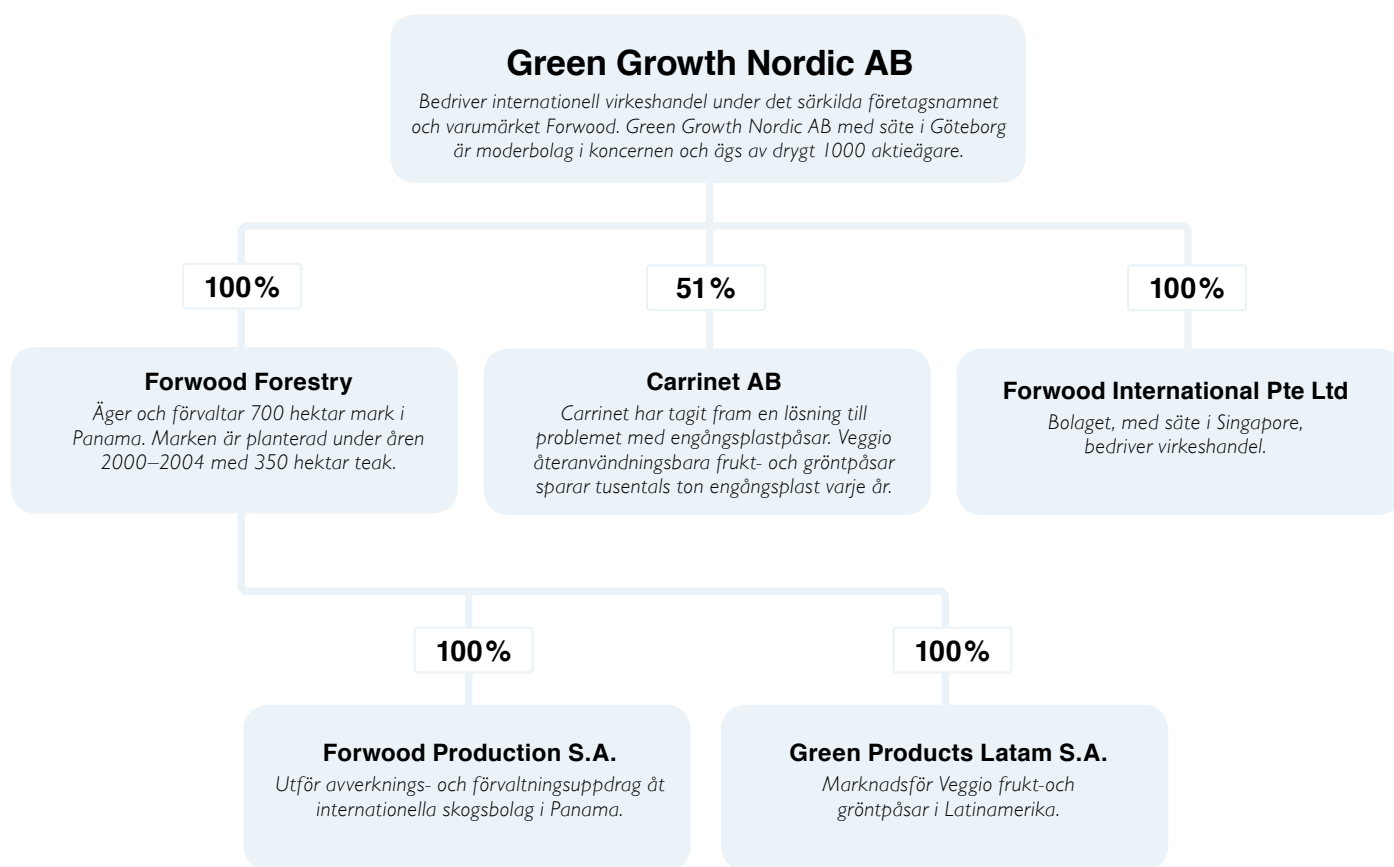 Green Growth Nordic AB
Bedriver internationell virkeshandel under det särkilda företagsnamnet
och varumärket Forwood. Green Growth Nordic AB med säte i Göteborg
är moderbolag i koncernen och ägs av drygt 1000 aktieägare.
100%
51%
100%
Forwood Forestry
Äger och förvaltar 700 hektar mark i
Panama. Marken är planterad under åren
2000–2004 med 350 hektar teak.
Carrinet AB
Carrinet har tagit fram en lösning till
problemet med engångsplastpåsar. Veggio
återanvändningsbara frukt- och gröntpåsar
sparar tusentals ton engångsplast varje år.
Forwood International Pte Ltd
Bolaget, med säte i Singapore,
bedriver virkeshandel.
100%
100%
Forwood Production S.A.
Utför avverknings- och förvaltningsuppdrag åt
internationella skogsbolag i Panama.
Green Products Latam S.A.
Marknadsför Veggio frukt-och
gröntpåsar i Latinamerika.